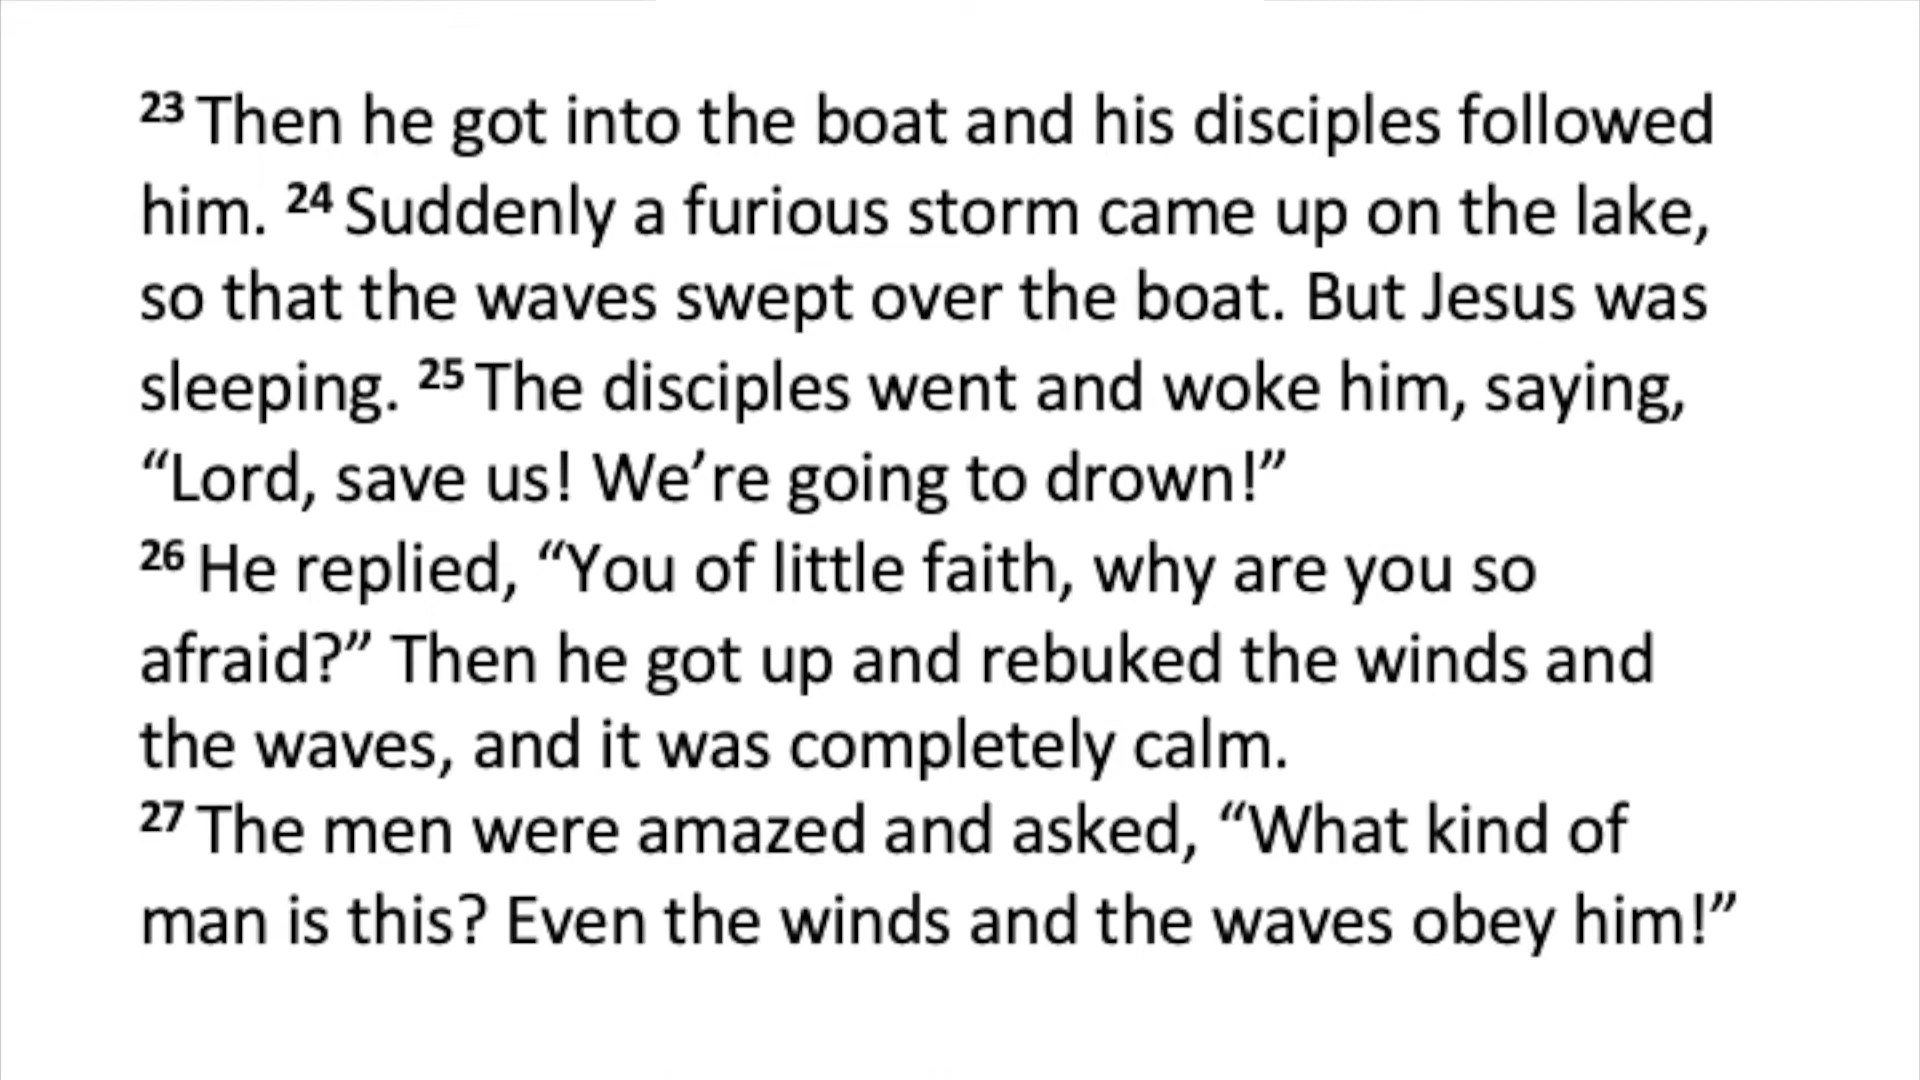 23 Then he got into the boat and his disciples followed
him. 24 Suddenly a furious storm came up on the lake,
so that the waves swept over the boat. But Jesus was
sleeping. 25 The disciples went and woke him, saying,
“Lord, save us! We’re going to drown!”
26 He replied, “You of little faith, why are you so
afraid?” Then he got up and rebuked the winds and
the waves, and it was completely calm.
27 The men were amazed and asked, “What kind of
man is this? Even the winds and the waves obey him!”